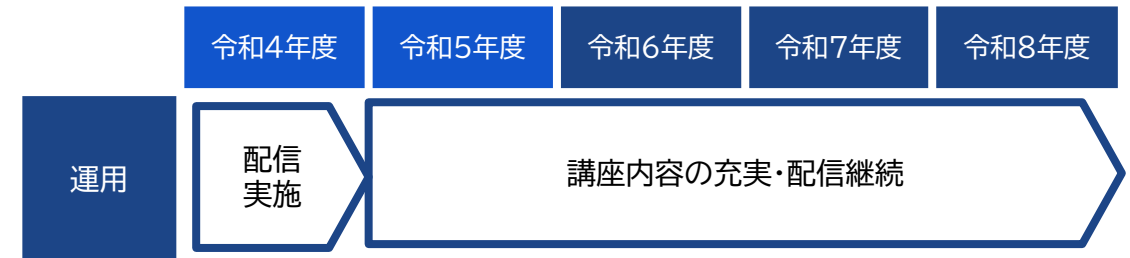 令和4年度 令和5年度 令和6年度 令和7年度 令和8年度
運用
配信
実施
講座内容の充実・配信継続